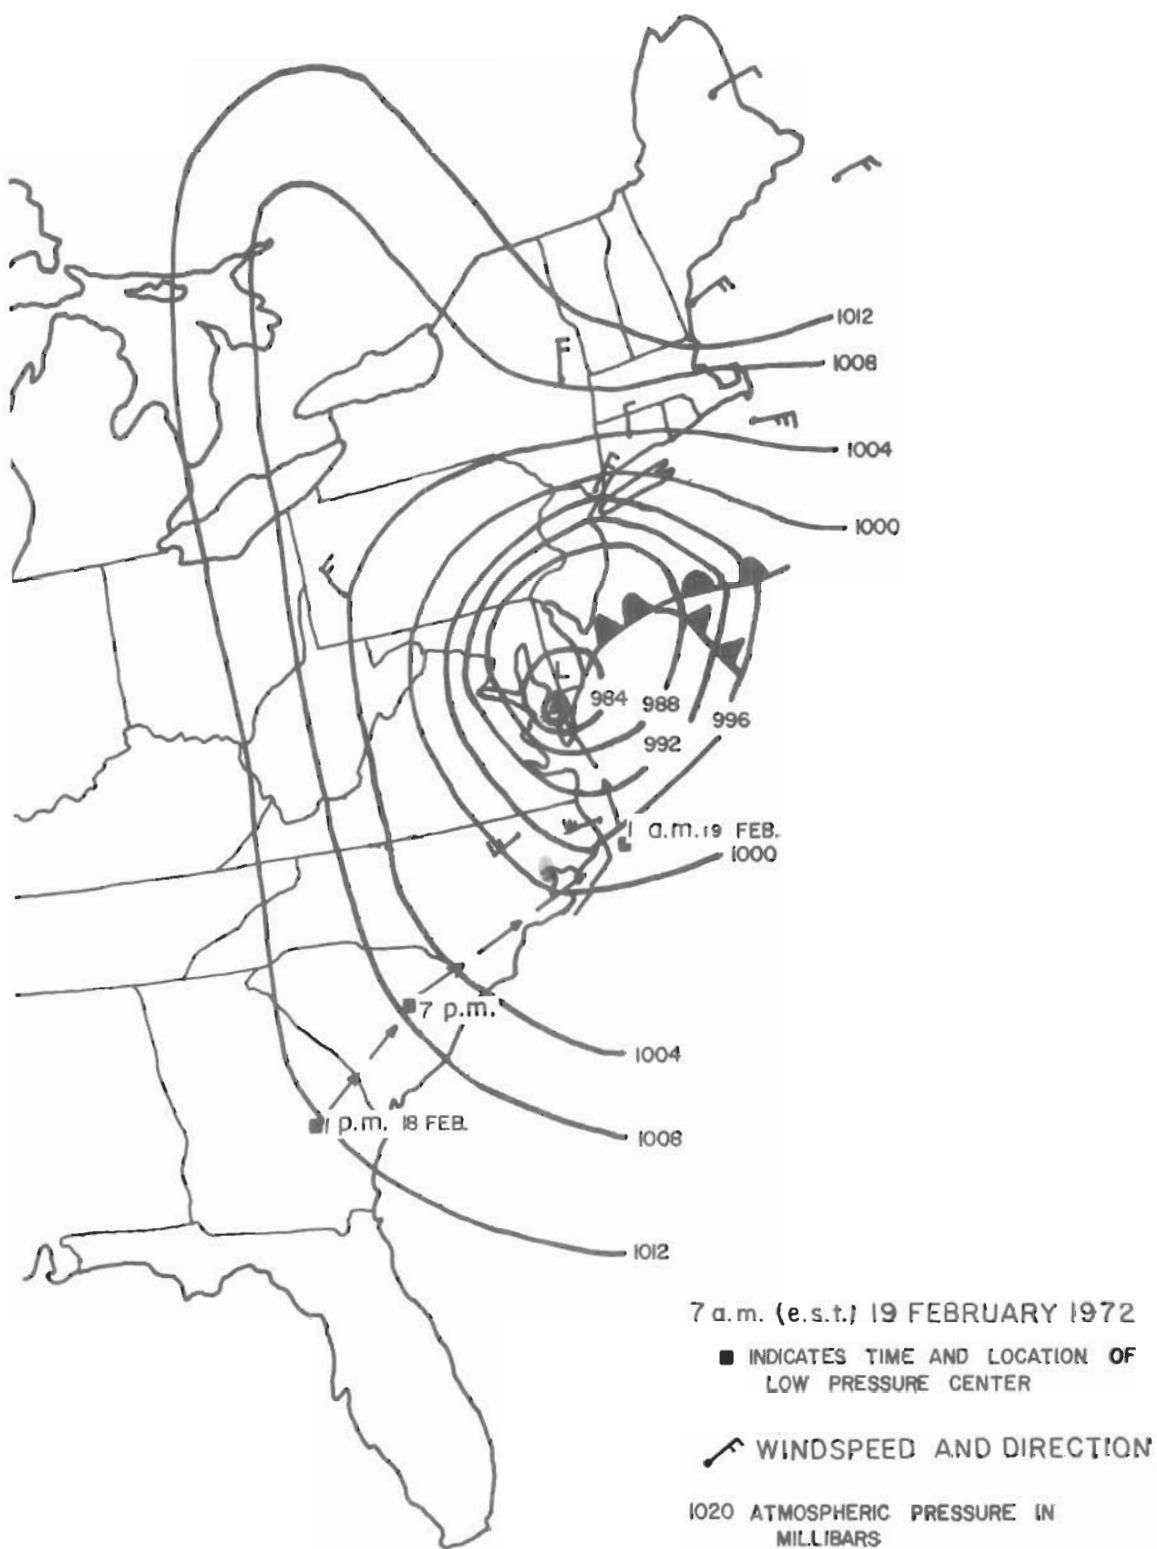 1012
1008
1004
1000
L
984
988
996
992
1 a.m. 19 FEB.
1000
7 p.m.
1004
1 p.m. 18 FEB.
1008
1012
7 a.m. (e.s.t.) 19 FEBRUARY 1972
INDICATES TIME AND LOCATION OF
LOW PRESSURE CENTER
WINDSPEED AND DIRECTION
1020 ATMOSPHERIC PRESSURE IN
MILLIBARS